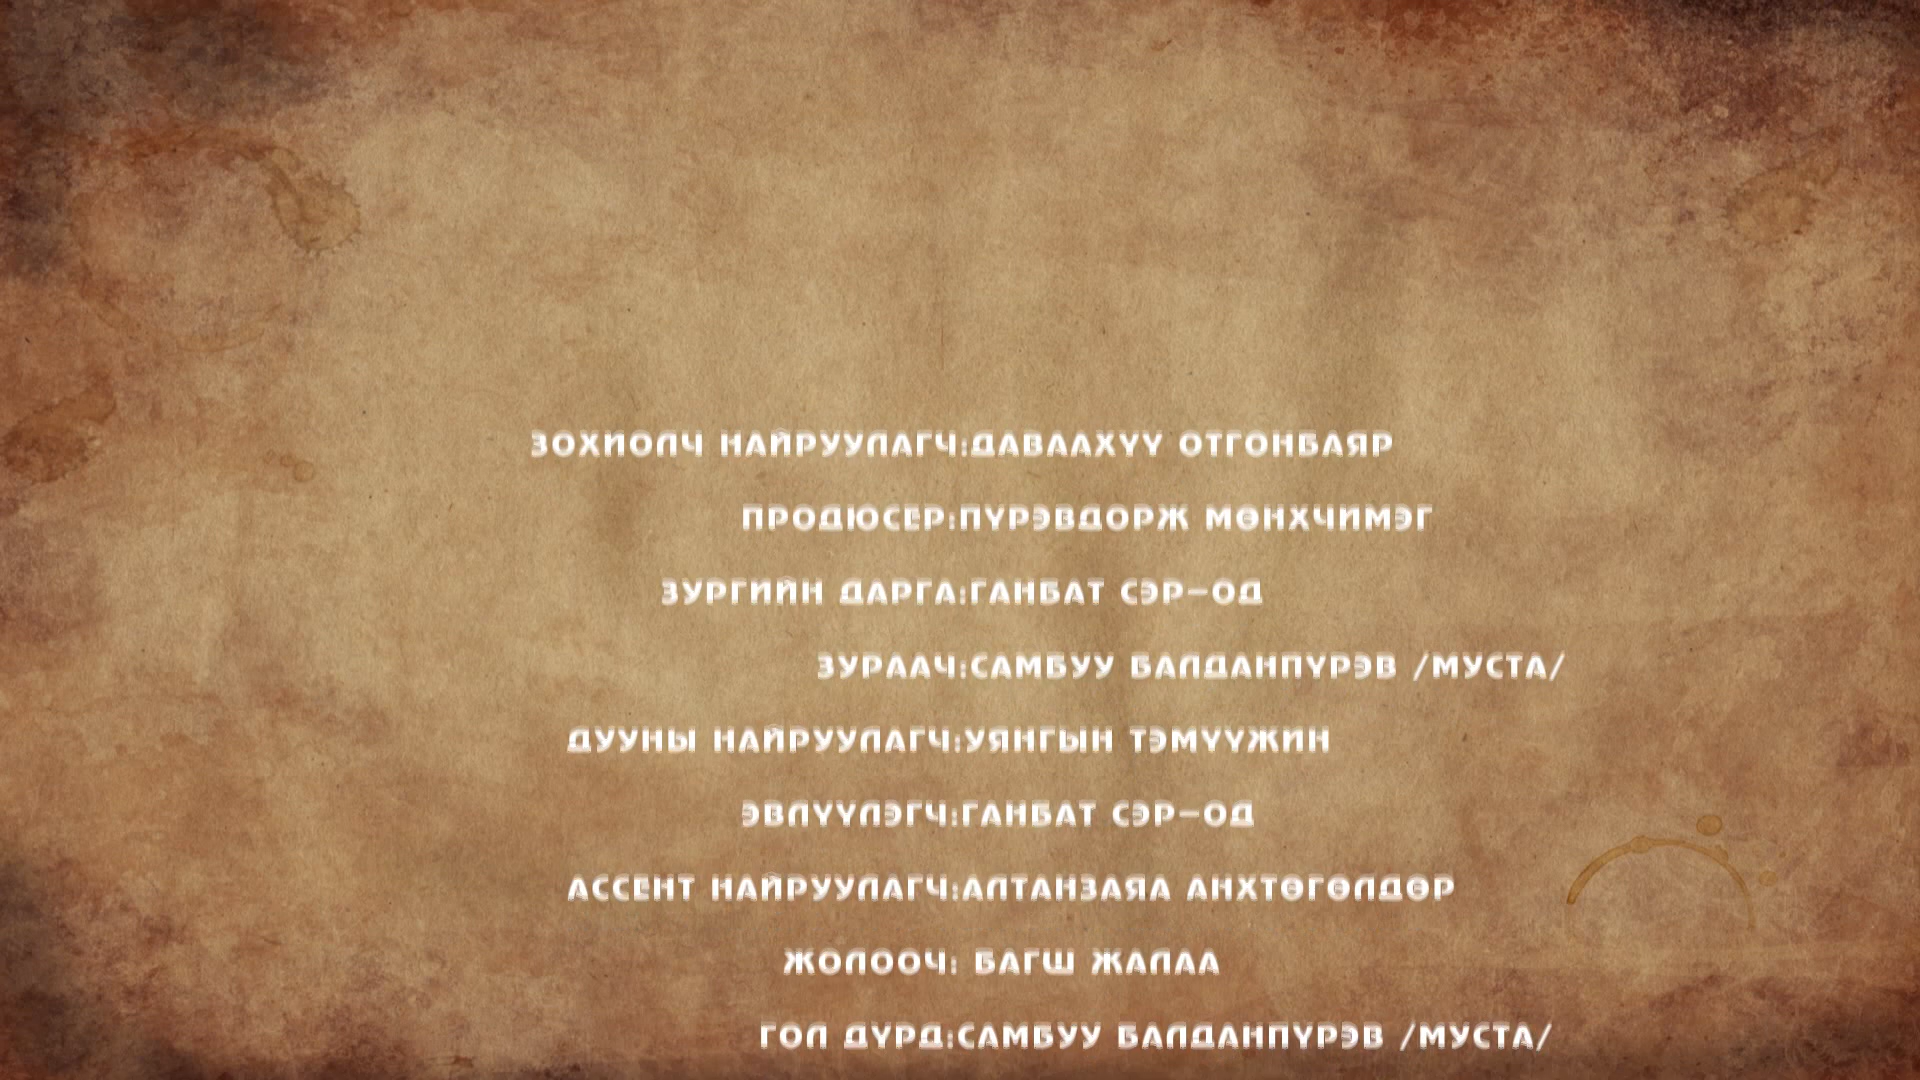 ЗОХИОЛЧ НАЙРУУЛАГЧ:ДАВААХҮҮ ОТГОНБАЯР
ПРОДЮСЕР:ПҮРЭВДОРЖ МӨНХЧИМЭГ
ЗУРГИЙН ДАРГА:ГАНБАТ СЭР-ОД
ЗУРААЧ:САМБУУ БАЛДАНПҮРЭВ /МУСТА/
ДУУНЫ НАЙРУУЛАГЧ:УЯНГЫН ТЭМҮҮЖИН
ЭВЛҮҮЛЭГЧ:ГАНБАТ СЭР-ОД
АССЕНТ НАЙРУУЛАГЧ:АЛТАНЗАЯА АНХТӨГӨЛДӨР
ЖОЛООЧ: БАГШ ЖАЛАА
ГОЛ ДҮРД:САМБУУ БАЛДАНПҮРЭВ /МУСТА/